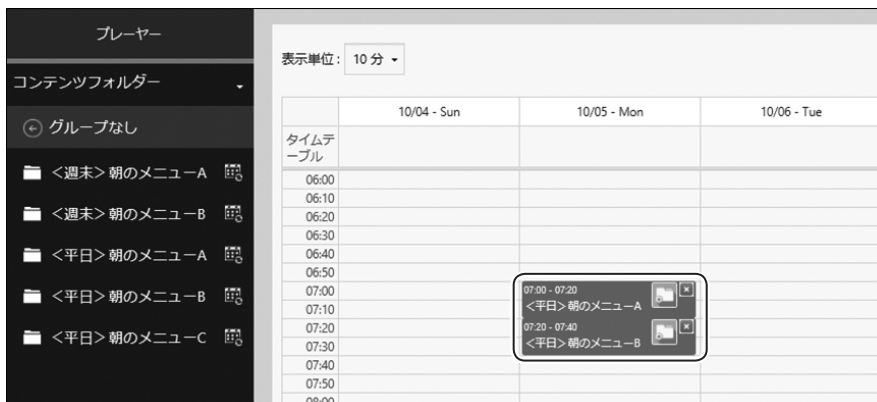 プレーヤー
コンテンツフォルダー
グループなし
<週末>朝のメニューA
<週末>朝のメニューB
<平日>朝のメニューA
<平日>朝のメニューB
<平日>朝のメニューC
表示単位: 10 分
10/04 - Sun
10/05 - Mon
10/06 - Tue
タイムテ
ーブル
06:00
06:10
06:20
06:30
06:40
06:50
07:00
07:10
07:20
07:30
07:40
07:50
08:00
07:00 - 07:20
<平日>朝のメニューA
07:20 - 07:40
<平日>朝のメニューB